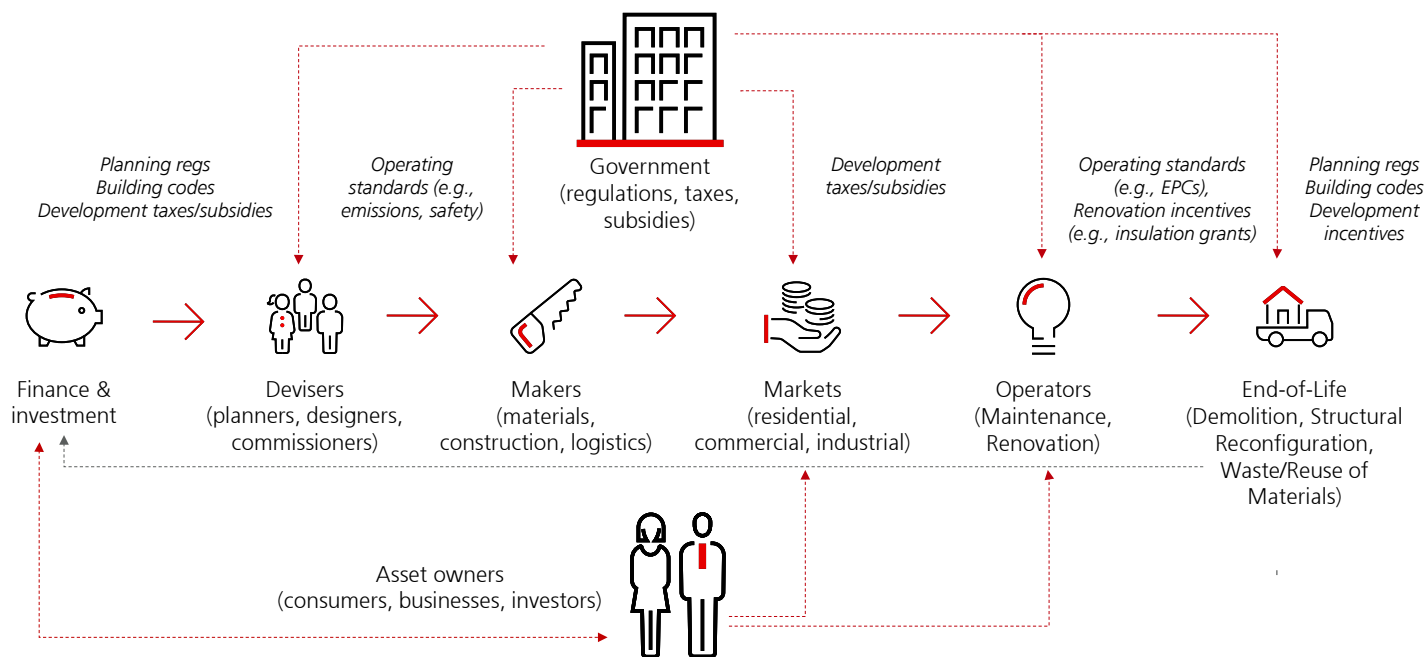 Planning regs
Building codes
Development taxes/subsidies
Operating
standards (e.g.,
emissions, safety)
Government
(regulations, taxes,
subsidies)
Development
taxes/subsidies
Operating standards
(e.g., EPCs),
Renovation incentives
(e.g., insulation grants)
Planning regs
Building codes
Development
incentives
Finance &
investment
Devisers
(planners, designers,
commissioners)
Makers
(materials,
construction, logistics)
Markets
(residential,
commercial, industrial)
Operators
(Maintenance,
Renovation)
End-of-Life
(Demolition, Structural
Reconfiguration,
Waste/Reuse of
Materials)
Asset owners
(consumers, businesses, investors)